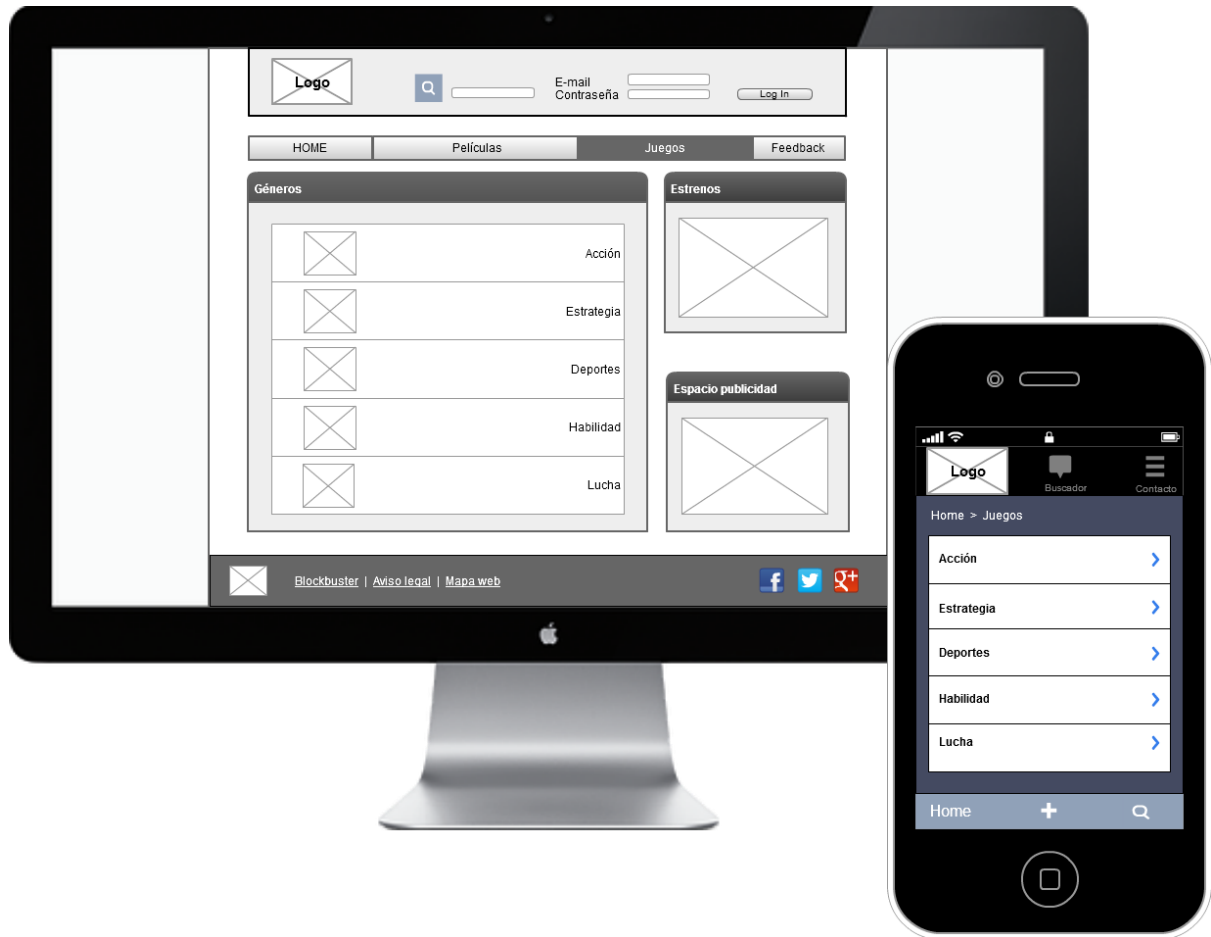 Logo
E-mail
Contraseña
Log In
HOME Películas Juegos Feedback
Géneros
Acción
Estrategia
Deportes
Habilidad
Lucha
Estrenos
Espacio publicidad
Blockbuster | Aviso legal | Mapa web
Logo
Buscador
Contacto
Home > Juegos
Acción
Estrategia
Deportes
Habilidad
Lucha
Home